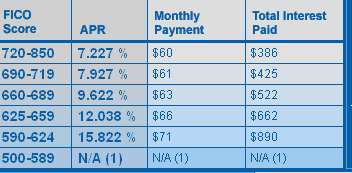 FICO Score APR Monthly Payment Total Interest Paid
720-850 7.227 % $60 $386
690-719 7.927 % $61 $425
660-689 9.622 % $63 $522
625-659 12.038 % $66 $662
590-624 15.822 % $71 $890
500-589 N/A (1) N/A (1) N/A (1)